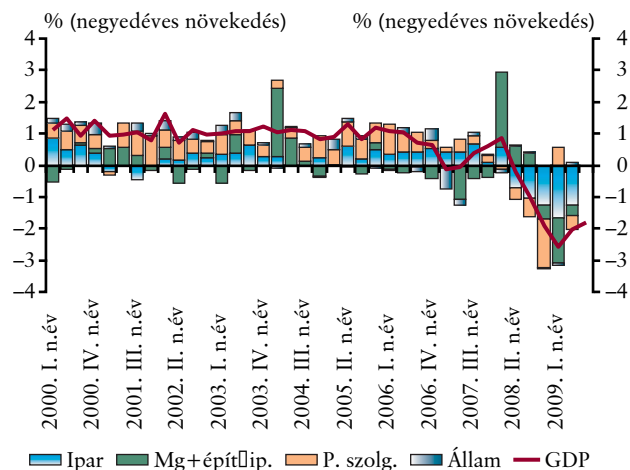 % (negyedéves növekedés) % (negyedéves növekedés)
4 4
3 3
2 2
1 1
0 0
−1 −1
−2 −2
−3 −3
−4 −4
2000. I. n.év
2000. IV. n.év
2001. III. n.év
2002. II. n.év
2003. I. n.év
2003. IV. n.év
2004. III. n.év
2005. II. n.év
2006. I. n.év
2006. IV. n.év
2007. III. n.év
2008. II. n.év
2009. I. n.év
Ipar Mg+épít▯ip. P. szolg. Állam GDP